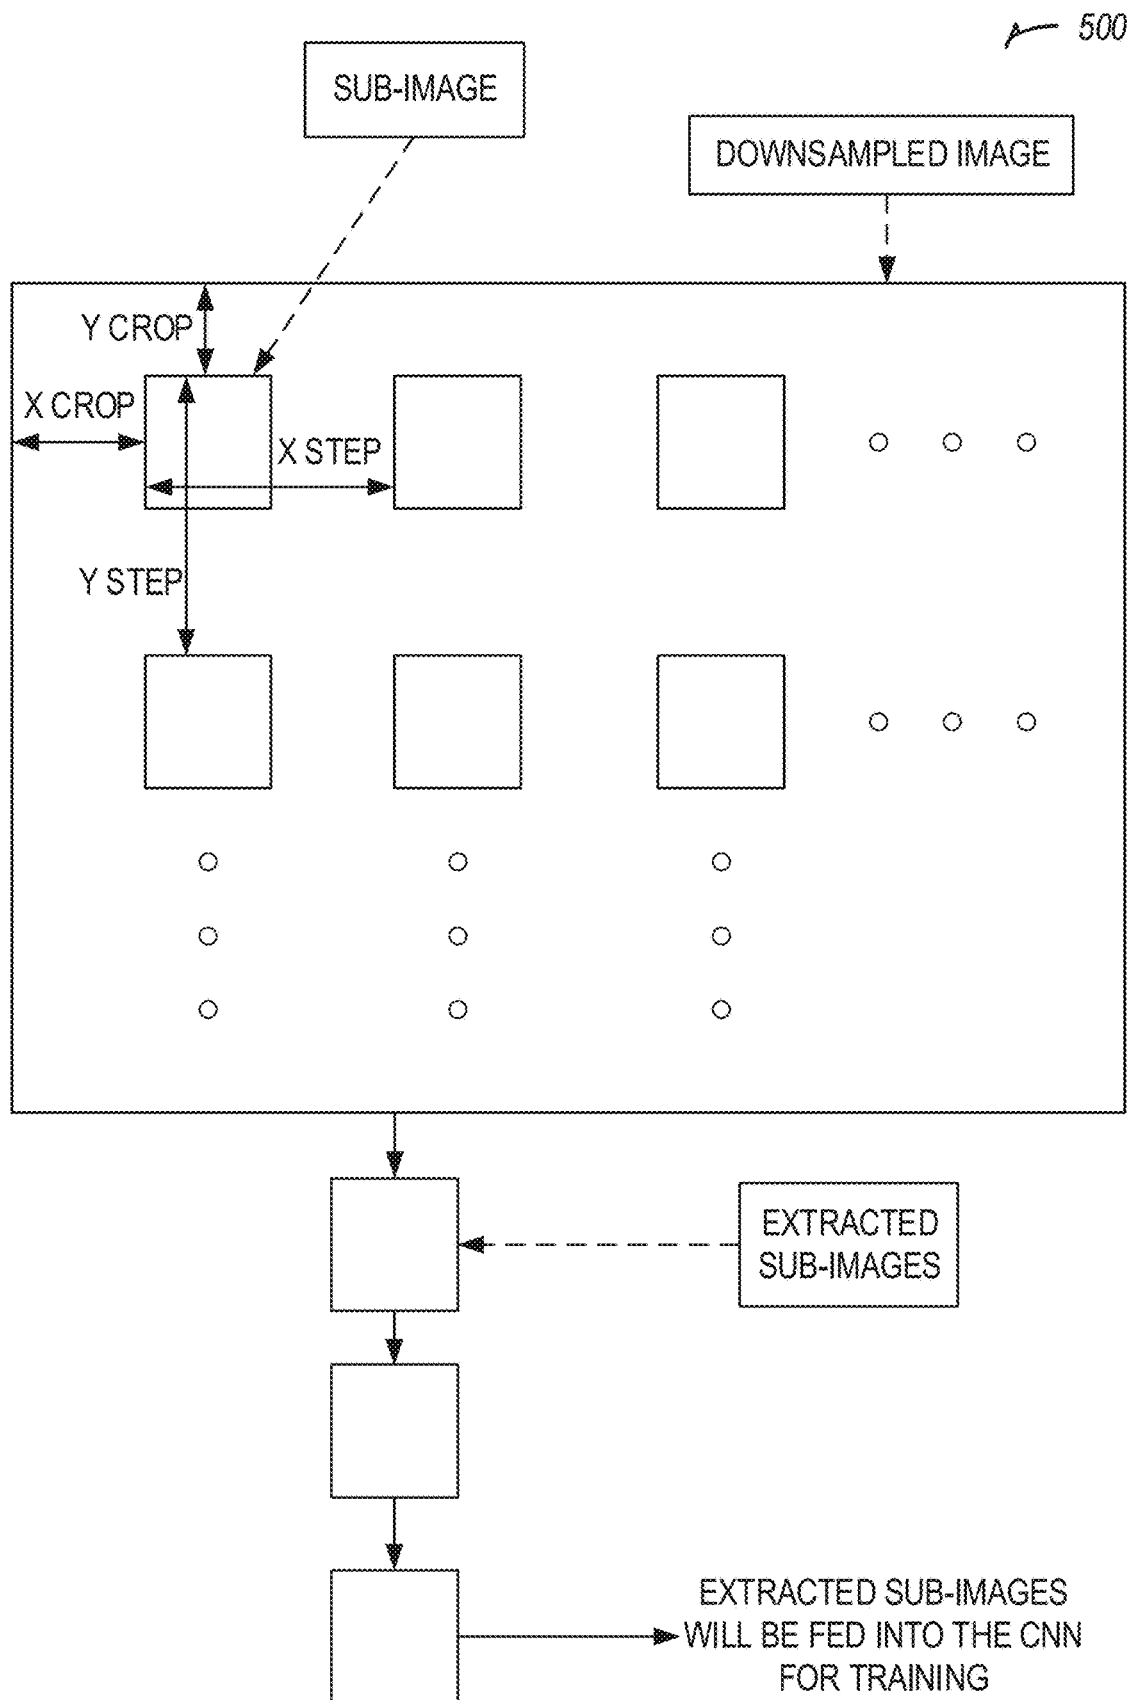 500
SUB-IMAGE
DOWNSAMPLED IMAGE
Y CROP
X CROP
X STEP
Y STEP
EXTRACTED
SUB-IMAGES
EXTRACTED SUB-IMAGES
WILL BE FED INTO THE CNN
FOR TRAINING